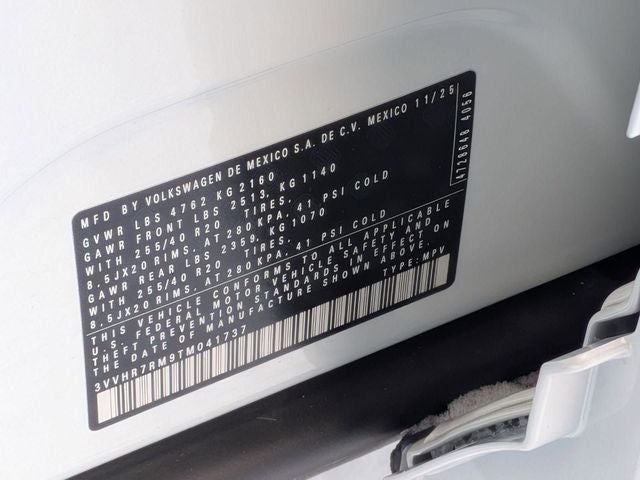 MFD BY VOLKSWAGEN DE MEXICO S.A. DE C.V. MEXICO 11/25
GVWR LBS 4762 KG 2160
GAWR FRONT LBS 2513, KG 1140
WITH 255/40 R20 TIRES,
8,5JX20 RIMS, AT 280 KPA, 41 PSI COLD
GAWR REAR LBS 2359, KG 1070
WITH 255/40 R20 TIRES,
8,5JX20 RIMS, AT 280 KPA, 41 PSI COLD
THIS VEHICLE CONFORMS TO ALL APPLICABLE
U.S. FEDERAL MOTOR VEHICLE SAFETY AND
THEFT PREVENTION STANDARDS IN EFFECT ON
THE DATE OF MANUFACTURE SHOWN ABOVE.
3VVHR7RM9TM041737 TYPE: MPV
47286648 4056